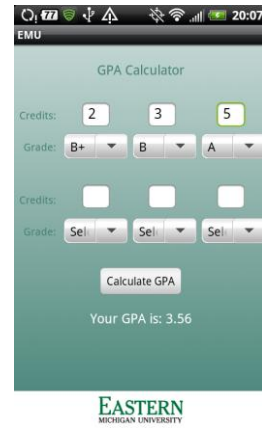 77 20:07
EMU
GPA Calculator
Credits: 2 3 5
Grade: B+ B A
Credits:
Grade: Sel Sel Sel
Calculate GPA
Your GPA is: 3.56
EASTERN
MICHIGAN UNIVERSITY